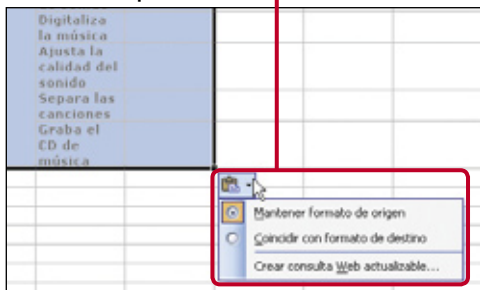 Digitaliza
la música
Ajusta la
calidad del
sonido
Separa las
canciones
Graba el
CD de
música
Mantener formato de origen
Coincidir con formato de destino
Crear consulta Web actualizable...